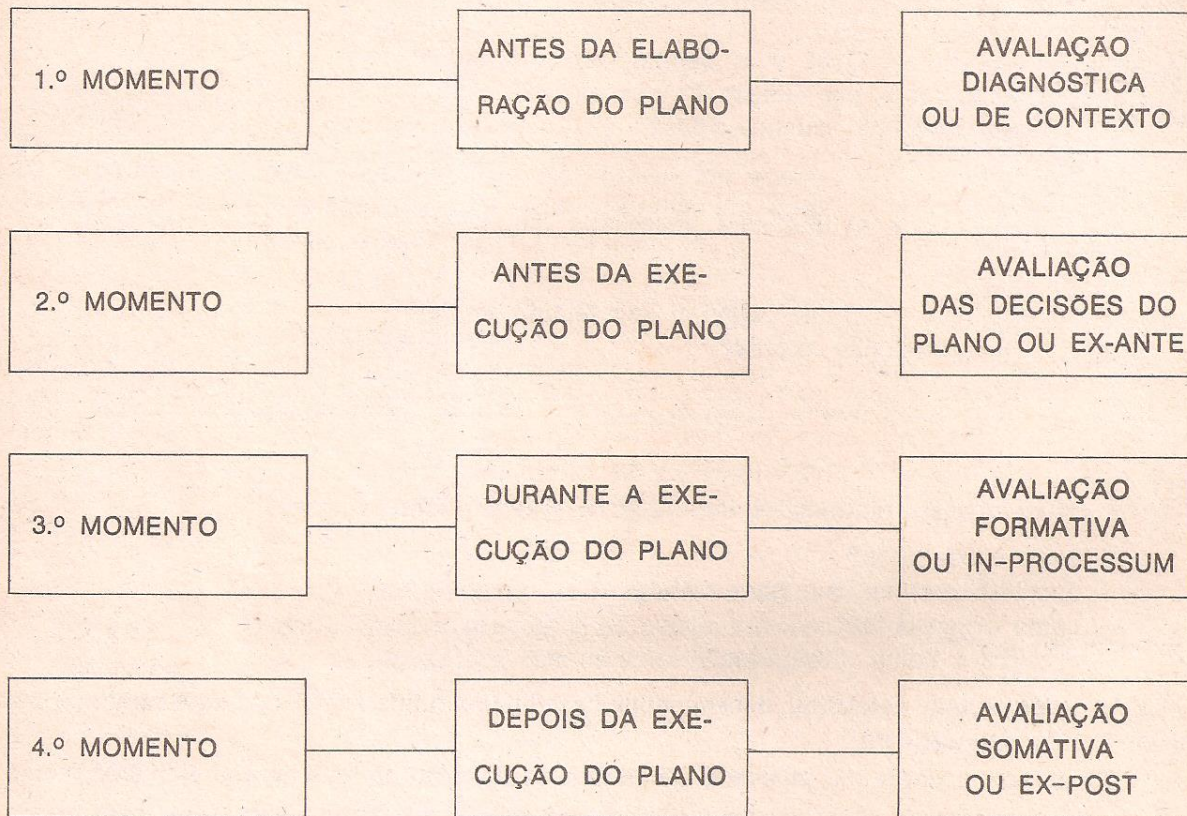 1.º MOMENTO
ANTES DA ELABO-
RAÇÃO DO PLANO
AVALIAÇÃO
DIAGNÓSTICA
OU DE CONTEXTO
2.º MOMENTO
ANTES DA EXE-
CUÇÃO DO PLANO
AVALIAÇÃO
DAS DECISÕES DO
PLANO OU EX-ANTE
3.º MOMENTO
DURANTE A EXE-
CUÇÃO DO PLANO
AVALIAÇÃO
FORMATIVA
OU IN-PROCESSUM
4.º MOMENTO
DEPOIS DA EXE-
CUÇÃO DO PLANO
AVALIAÇÃO
SOMATIVA
OU EX-POST